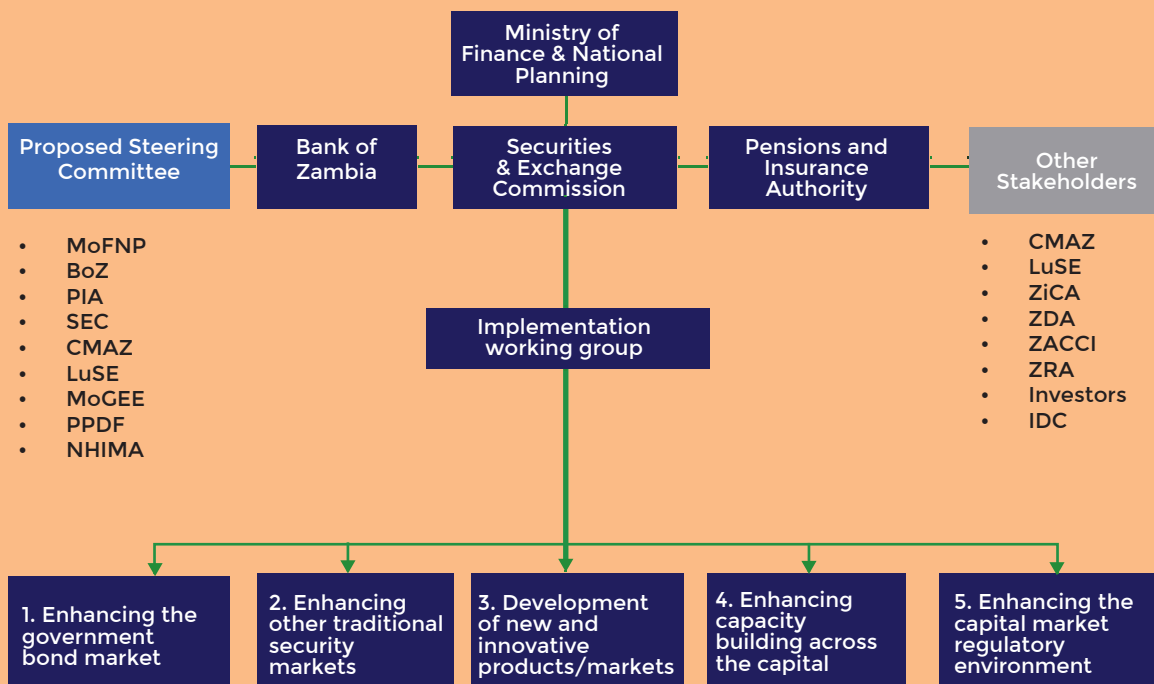 Ministry of
Finance & National
Planning
Proposed Steering
Committee
Bank of
Zambia
Securities
& Exchange
Commission
Pensions and
Insurance
Authority
Other
Stakeholders
• MoFNP
• BoZ
• PIA
• SEC
• CMAZ
• LuSE
• MoGEE
• PPDF
• NHIMA
• CMAZ
• LuSE
• ZiCA
• ZDA
• ZACCI
• ZRA
• Investors
• IDC
Implementation
working group
1. Enhancing the
government
bond market
2. Enhancing
other traditional
security
markets
3. Development
of new and
innovative
products/markets
4. Enhancing
capacity
building across
the capital
5. Enhancing the
capital market
regulatory
environment